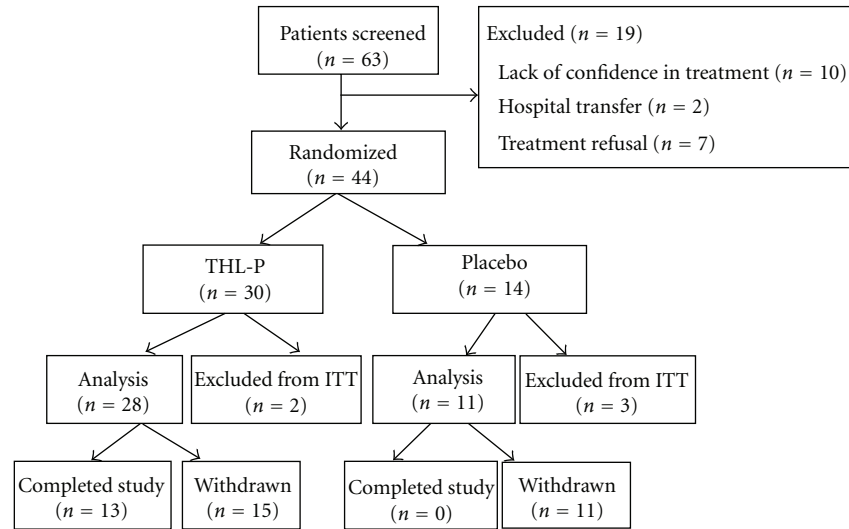 Patients screened
(n = 63)
Excluded (n = 19)
Lack of confidence in treatment (n = 10)
Hospital transfer (n = 2)
Treatment refusal (n = 7)
Randomized
(n = 44)
THL-P
(n = 30)
Placebo
(n = 14)
Analysis
(n = 28)
Excluded from ITT
(n = 2)
Analysis
(n = 11)
Excluded from ITT
(n = 3)
Completed study
(n = 13)
Withdrawn
(n = 15)
Completed study
(n = 0)
Withdrawn
(n = 11)